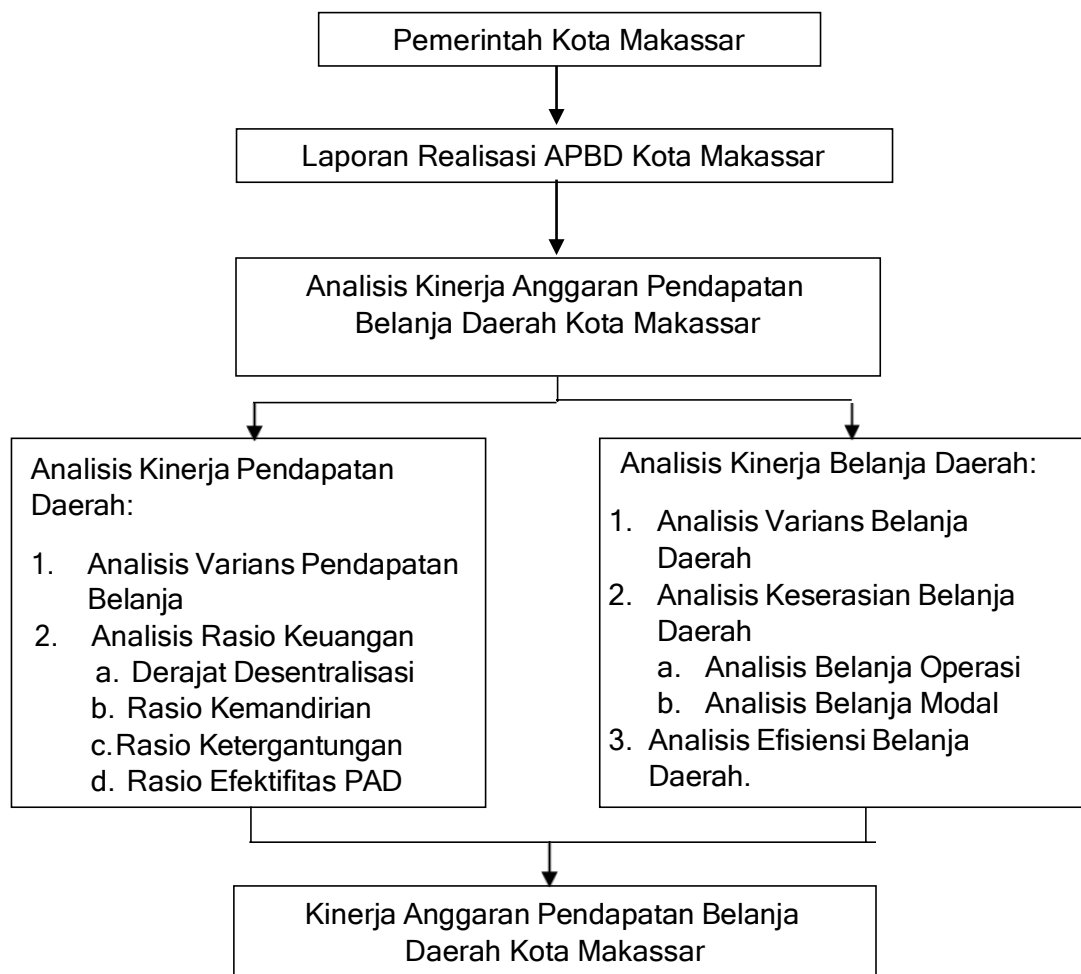 Pemerintah Kota Makassar
Laporan Realisasi APBD Kota Makassar
Analisis Kinerja Anggaran Pendapatan
Belanja Daerah Kota Makassar
Analisis Kinerja Pendapatan
Daerah:
1. Analisis Varians Pendapatan
Belanja
2. Analisis Rasio Keuangan
a. Derajat Desentralisasi
b. Rasio Kemandirian
c.Rasio Ketergantungan
d. Rasio Efektifitas PAD
Analisis Kinerja Belanja Daerah:
1. Analisis Varians Belanja
Daerah
2. Analisis Keserasian Belanja
Daerah
a. Analisis Belanja Operasi
b. Analisis Belanja Modal
3. Analisis Efisiensi Belanja
Daerah.
Kinerja Anggaran Pendapatan Belanja
Daerah Kota Makassar